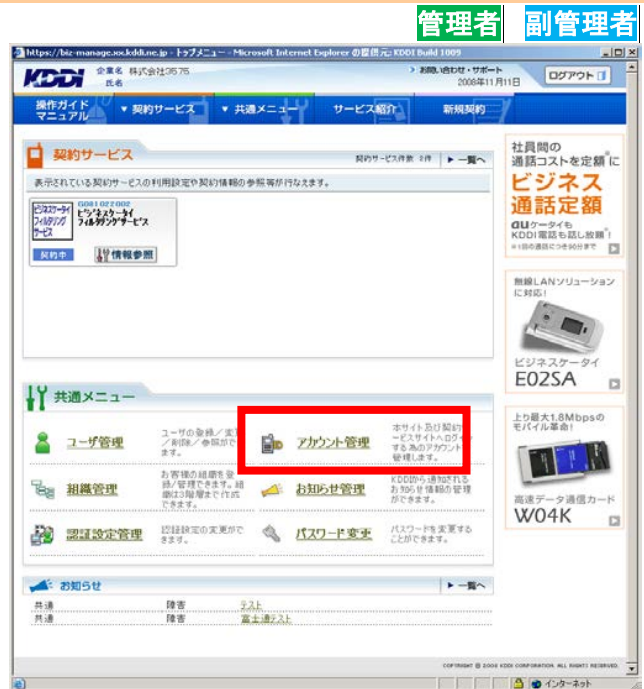 管理者 副管理者
https://biz-manage.xx.kddi.ne.jp - トップメニュー - Microsoft Internet Explorer の提供元: KDDI Build 1009
KDDI
企業名 株式会社3575
氏名
お問い合わせ・サポート
2008年11月11日
ログアウト
操作ガイド
マニュアル
契約サービス
共通メニュー
サービス紹介
新規契約
契約サービス
契約サービス件数 2件
一覧へ
表示されている契約サービスの利用設定や契約情報の参照等が行なえます。
ビジネスケータイ
フィルタリング
サービス
G081022002
ビジネスケータイ
フィルタリングサービス
契約中
情報参照
共通メニュー
ユーザ管理
ユーザの登録/変更
/削除/参照がで
きます。
アカウント管理
本サイト及び契約サ
ービスサイトへログイン
する為のアカウント
管理します。
組織管理
お客様の組織を登
録/管理できます。組
織は3階層まで作成
できます。
お知らせ管理
KDDIから通知される
お知らせ情報の管理
ができます。
認証設定管理
認証設定の変更がで
きます。
パスワード変更
パスワードを変更する
ことができます。
お知らせ
一覧へ
共通 障害 テスト
共通 障害 富士通テスト
社員間の
通話コストを定額に
ビジネス
通話定額
auケータイも
KDDI電話も話し放題!
※1回の通話につき90分まで
無線LANソリューション
に対応!
ビジネスケータイ
E02SA
上り最大1.8Mbpsの
モバイル革命!
高速データ通信カード
W04K
COPYRIGHT © 2008 KDDI CORPORATION. ALL RIGHTS RESERVED.
インターネット